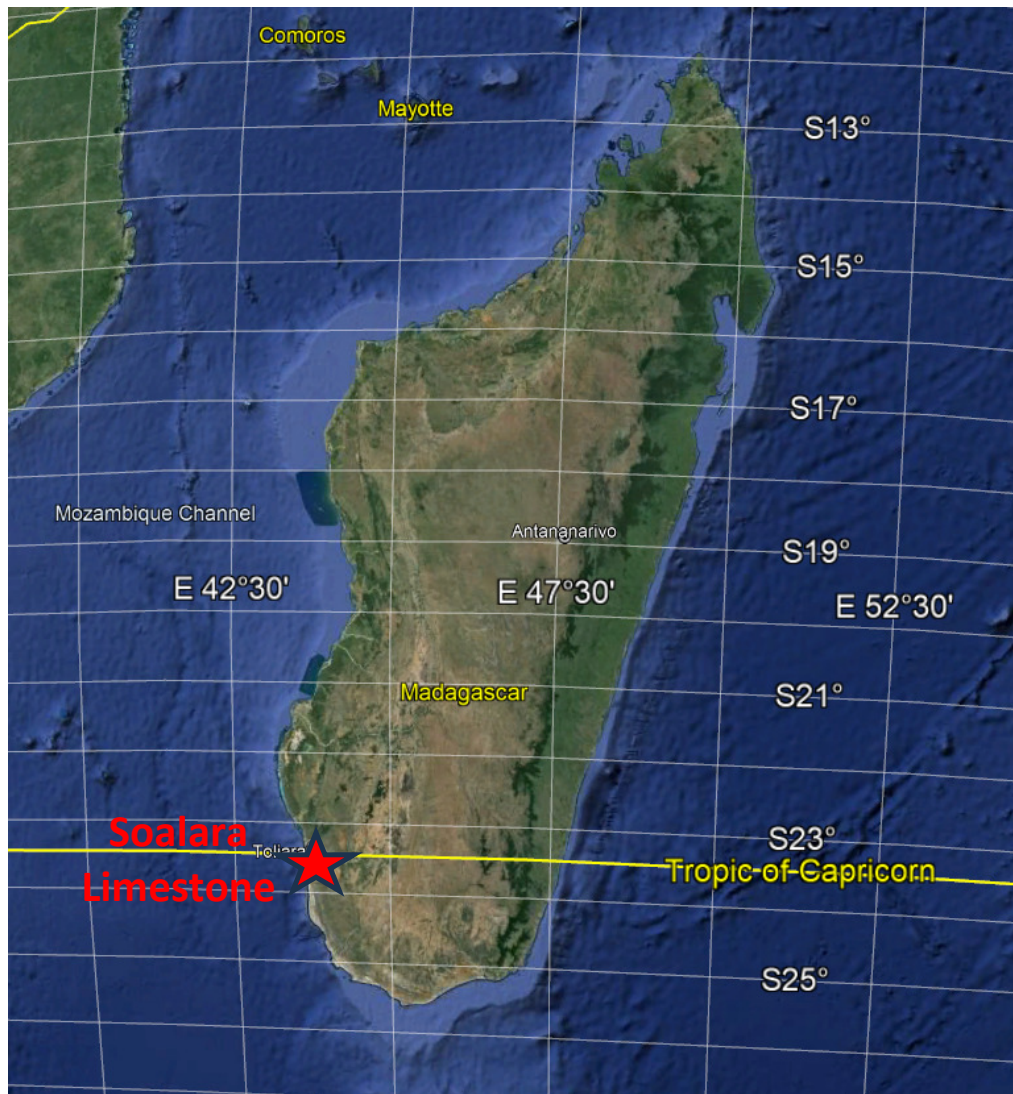 Comoros
Mayotte
S13°
S15°
S17°
Mozambique Channel
Antananarivo
S19°
E 42°30'
E 47°30'
E 52°30'
Madagascar
S21°
Soalara
Limestone
Toliara
S23°
Tropic of Capricorn
S25°